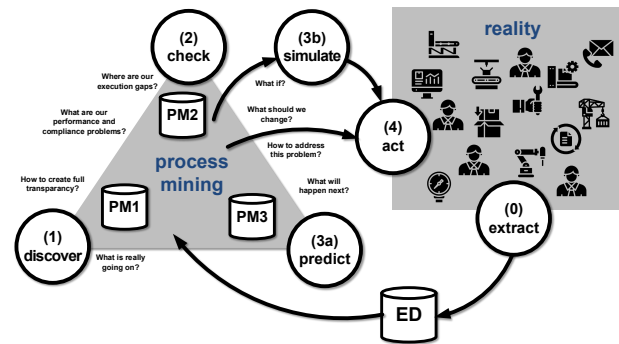 (2)
check
(3b)
simulate
reality
Where are our
execution gaps?
What if?
PM2
What are our
performance and
compliance problems?
What should we
change?
(4)
act
process
mining
How to address
this problem?
How to create full
transparency?
What will
happen next?
PM1
PM3
(0)
extract
(1)
discover
(3a)
predict
What is really
going on?
ED